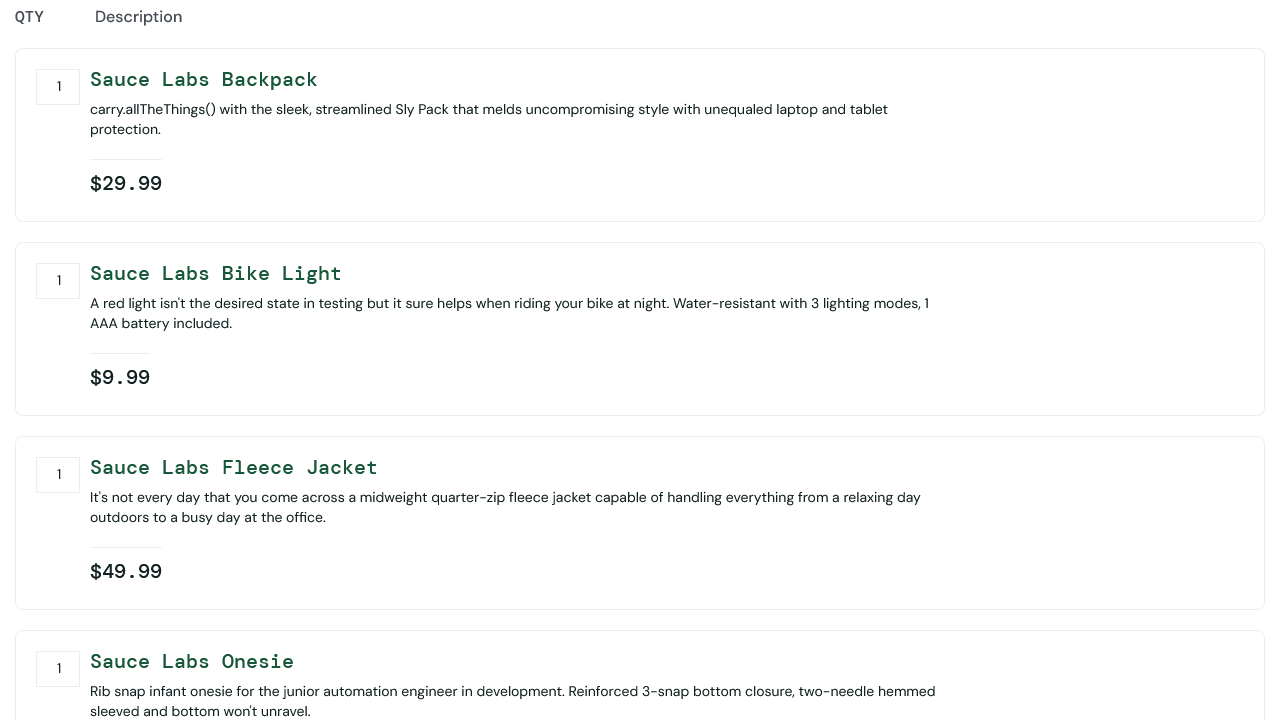 QTY Description
1 Sauce Labs Backpack
carry.allTheThings() with the sleek, streamlined Sly Pack that melds uncompromising style with unequaled laptop and tablet
protection.
$29.99
1 Sauce Labs Bike Light
A red light isn't the desired state in testing but it sure helps when riding your bike at night. Water-resistant with 3 lighting modes, 1
AAA battery included.
$9.99
1 Sauce Labs Fleece Jacket
It's not every day that you come across a midweight quarter-zip fleece jacket capable of handling everything from a relaxing day
outdoors to a busy day at the office.
$49.99
1 Sauce Labs Onesie
Rib snap infant onesie for the junior automation engineer in development. Reinforced 3-snap bottom closure, two-needle hemmed
sleeved and bottom won't unravel.